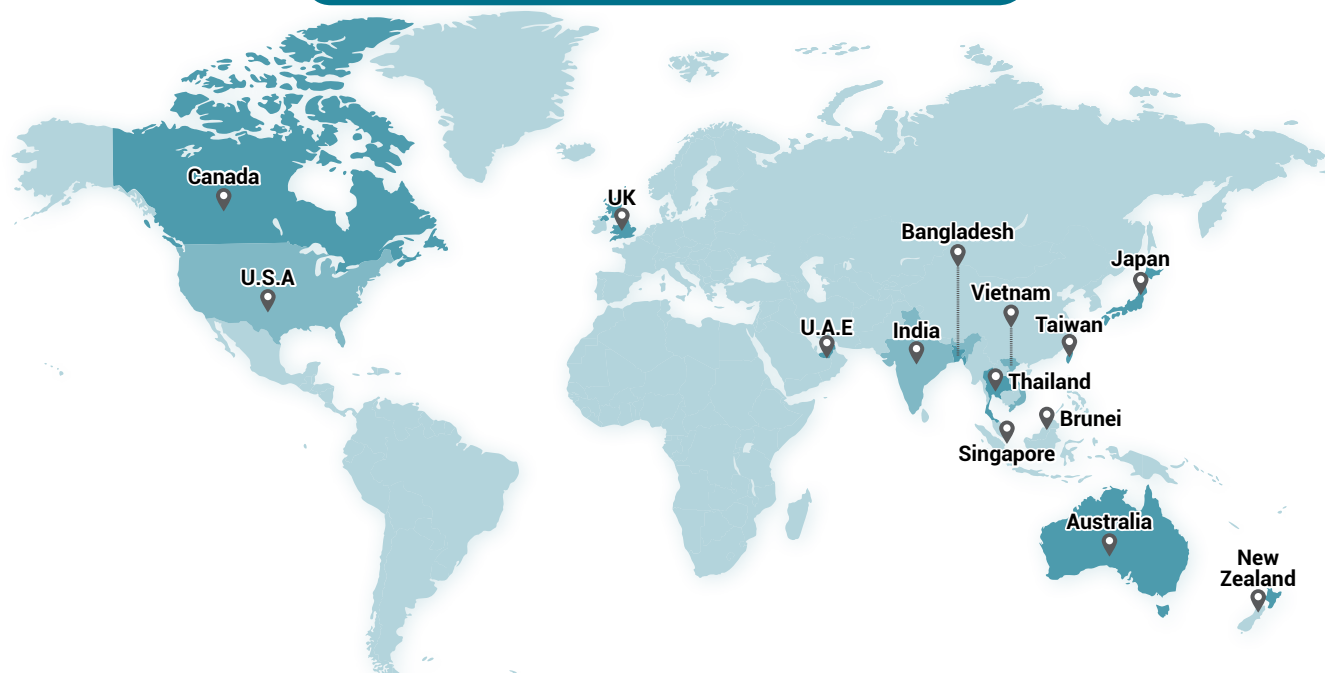 Canada
UK
Bangladesh
Japan
U.S.A
Vietnam
Taiwan
U.A.E
India
Thailand
Brunei
Singapore
Australia
New
Zealand